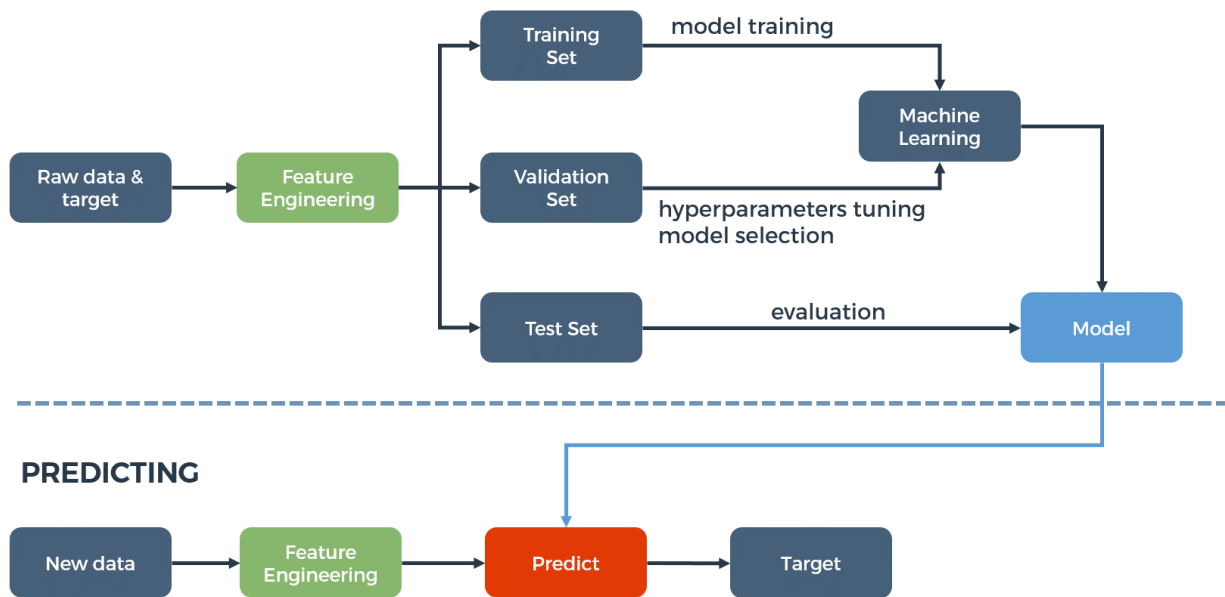 Training
Set
model training
Machine
Learning
Raw data &
target
Feature
Engineering
Validation
Set
hyperparameters tuning
model selection
Test Set
evaluation
Model
PREDICTING
New data
Feature
Engineering
Predict
Target